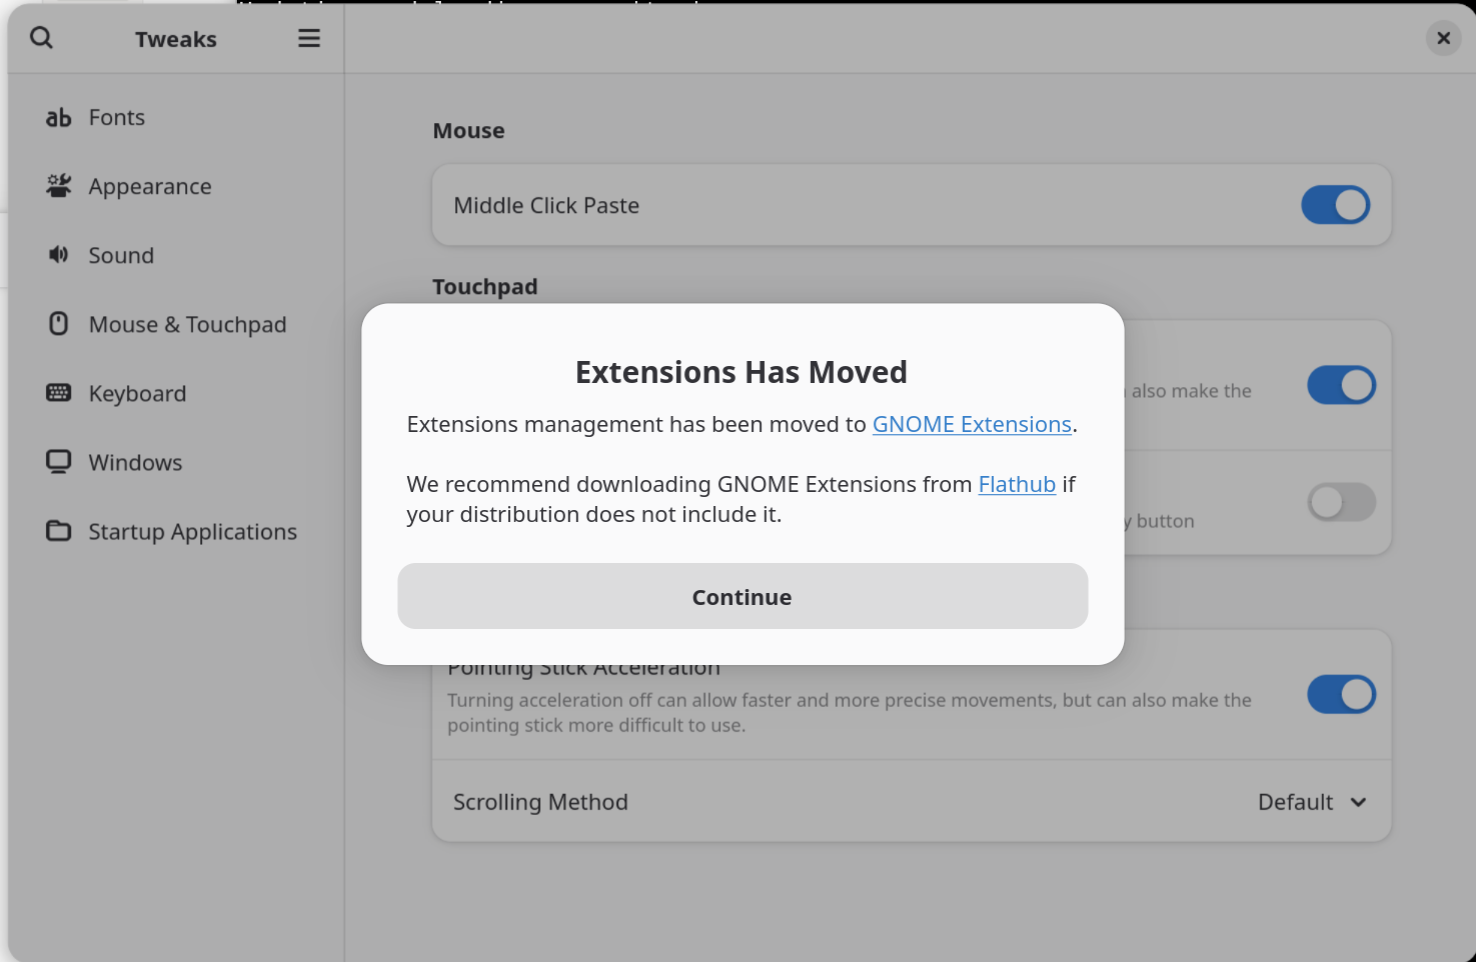 Tweaks
Fonts
Appearance
Sound
Mouse & Touchpad
Keyboard
Windows
Startup Applications
Mouse
Middle Click Paste
Touchpad
also make the
button
Extensions Has Moved
Extensions management has been moved to GNOME Extensions.
We recommend downloading GNOME Extensions from Flathub if
your distribution does not include it.
Continue
Pointing Stick Acceleration
Turning acceleration off can allow faster and more precise movements, but can also make the
pointing stick more difficult to use.
Scrolling Method
Default